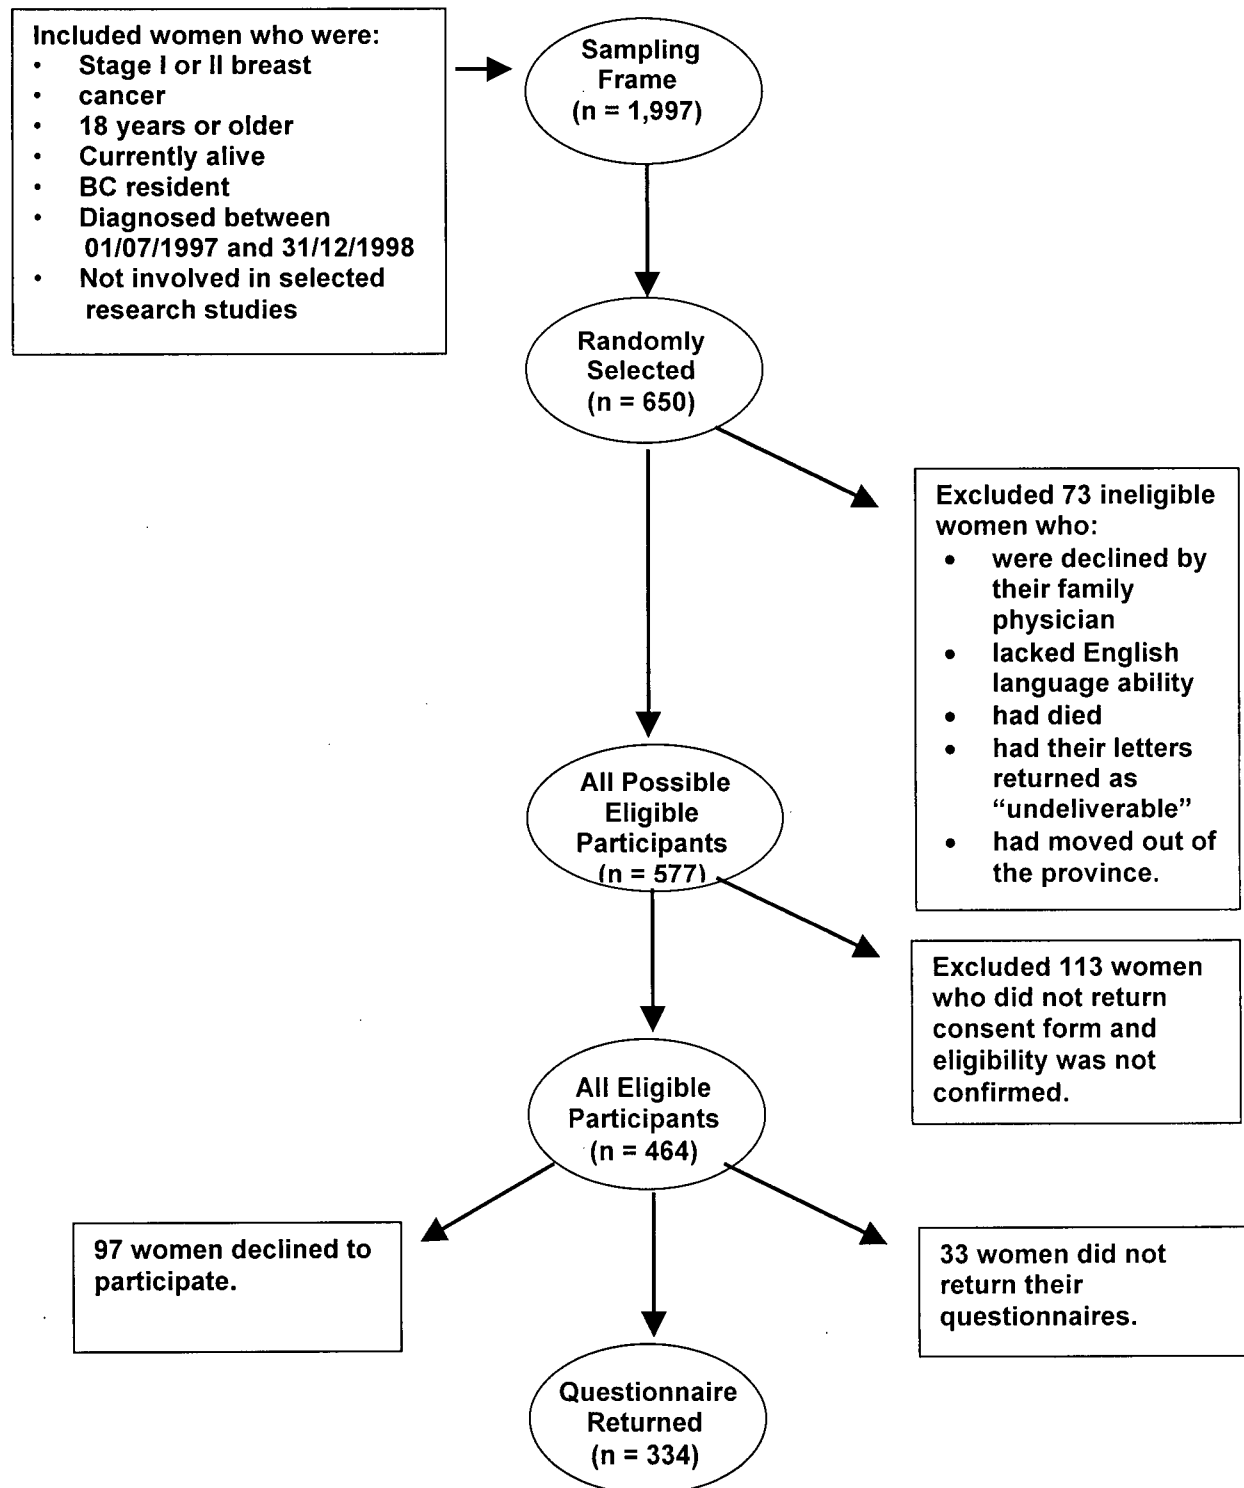 Included women who were:
• Stage I or II breast
• cancer
• 18 years or older
• Currently alive
• BC resident
• Diagnosed between
01/07/1997 and 31/12/1998
• Not involved in selected
research studies
Sampling
Frame
(n = 1,997)
Randomly
Selected
(n = 650)
Excluded 73 ineligible
women who:
• were declined by
their family
physician
• lacked English
language ability
• had died
• had their letters
returned as
“undeliverable”
• had moved out of
the province.
All Possible
Eligible
Participants
(n = 577)
Excluded 113 women
who did not return
consent form and
eligibility was not
confirmed.
All Eligible
Participants
(n = 464)
97 women declined to
participate.
33 women did not
return their
questionnaires.
Questionnaire
Returned
(n = 334)